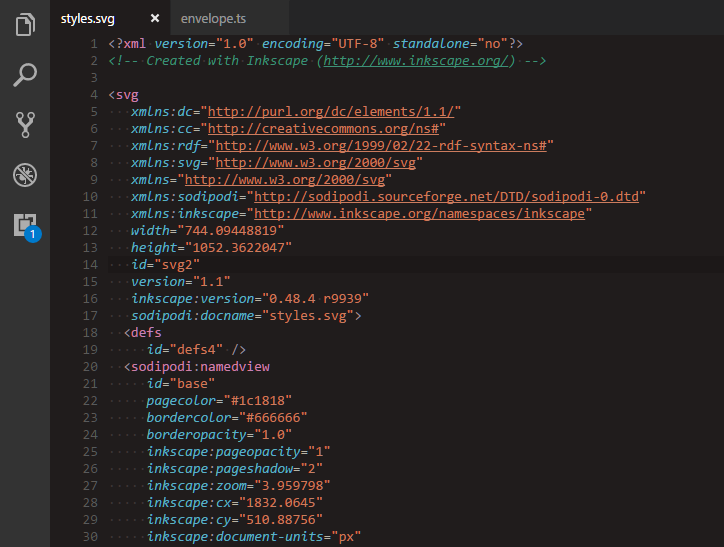 styles.svg × envelope.ts
1 <?xml version="1.0" encoding="UTF-8" standalone="no"?>
2 <!-- Created with Inkscape (http://www.inkscape.org/) -->
3
4 <svg
5 xmlns:dc="http://purl.org/dc/elements/1.1/"
6 xmlns:cc="http://creativecommons.org/ns#"
7 xmlns:rdf="http://www.w3.org/1999/02/22-rdf-syntax-ns#"
8 xmlns:svg="http://www.w3.org/2000/svg"
9 xmlns="http://www.w3.org/2000/svg"
10 xmlns:sodipodi="http://sodipodi.sourceforge.net/DTD/sodipodi-0.dtd"
11 xmlns:inkscape="http://www.inkscape.org/namespaces/inkscape"
12 width="744.09448819"
13 height="1052.3622047"
14 id="svg2"
15 version="1.1"
16 inkscape:version="0.48.4 r9939"
17 sodipodi:docname="styles.svg">
18 <defs
19 id="defs4" />
20 <sodipodi:namedview
21 id="base"
22 pagecolor="#1c1818"
23 bordercolor="#666666"
24 borderopacity="1.0"
25 inkscape:pageopacity="1"
26 inkscape:pageshadow="2"
27 inkscape:zoom="3.959798"
28 inkscape:cx="1832.0645"
29 inkscape:cy="510.88756"
30 inkscape:document-units="px"
1